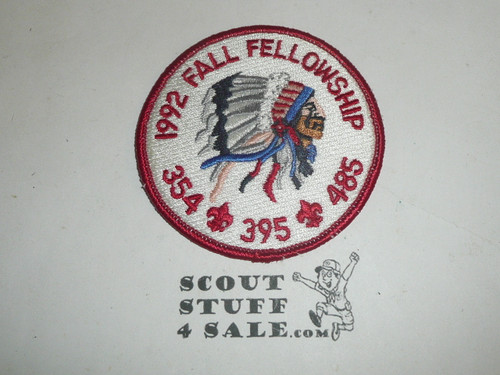 1992 FALL FELLOWSHIP
354 395 485
SCOUT
STUFF
4 SALE.COM